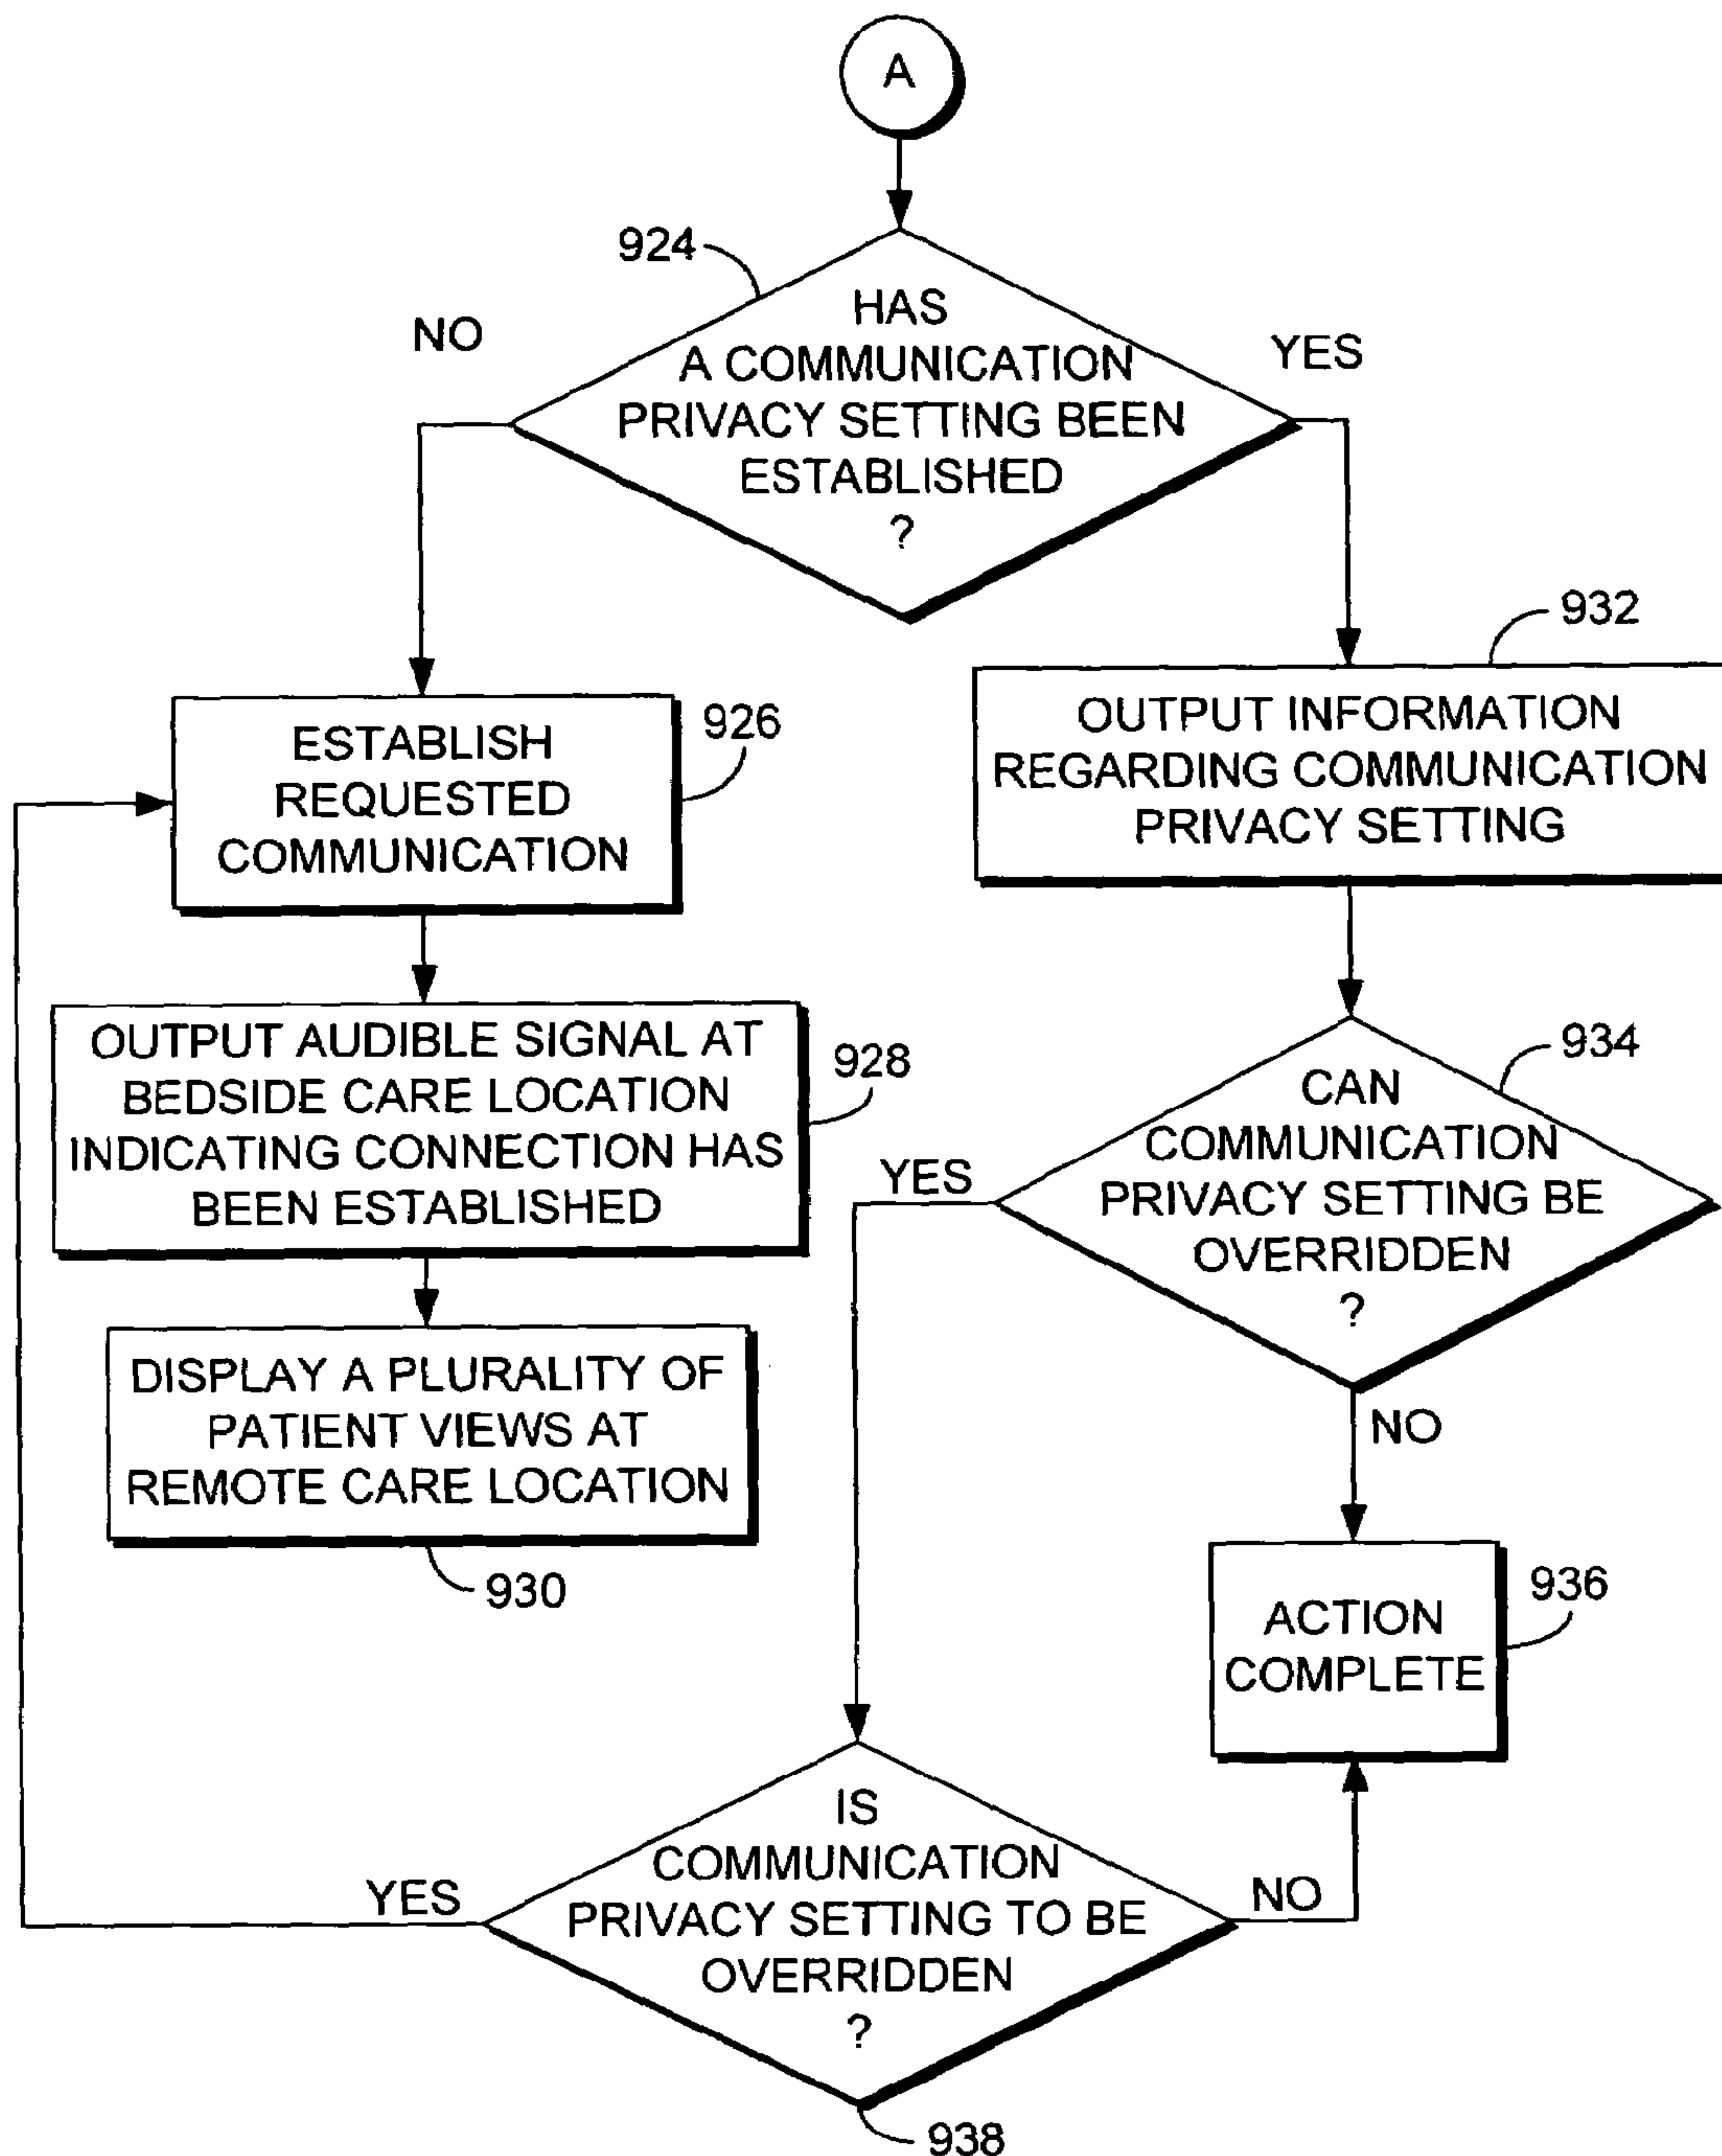 A
924
HAS
A COMMUNICATION
PRIVACY SETTING BEEN
ESTABLISHED
?
NO
YES
926
ESTABLISH
REQUESTED
COMMUNICATION
932
OUTPUT INFORMATION
REGARDING COMMUNICATION
PRIVACY SETTING
928
OUTPUT AUDIBLE SIGNAL AT
BEDSIDE CARE LOCATION
INDICATING CONNECTION HAS
BEEN ESTABLISHED
934
CAN
COMMUNICATION
PRIVACY SETTING BE
OVERRIDDEN
?
YES
NO
DISPLAY A PLURALITY OF
PATIENT VIEWS AT
REMOTE CARE LOCATION
930
936
ACTION
COMPLETE
IS
COMMUNICATION
PRIVACY SETTING TO BE
OVERRIDDEN
?
YES
NO
938